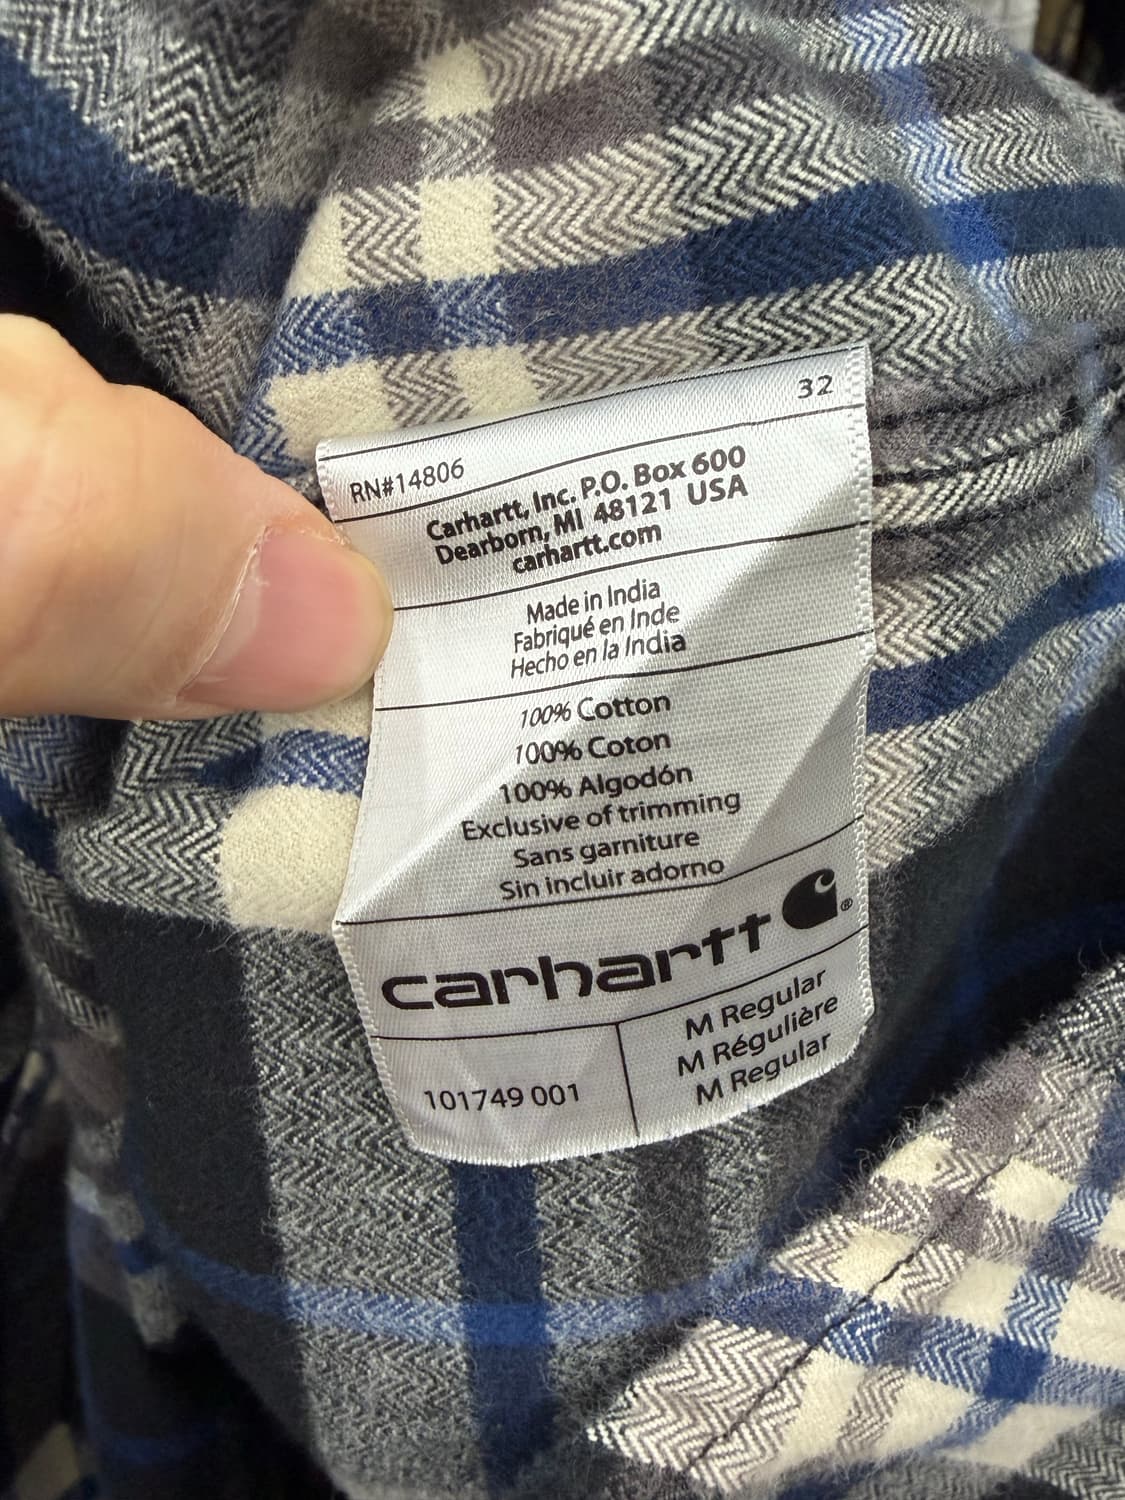 32
RN#14806
Carhartt, Inc. P.O. Box 600
Dearborn, MI 48121 USA
carhartt.com
Made in India
Fabriqué en Inde
Hecho en la India
100% Cotton
100% Coton
100% Algodón
Exclusive of trimming
Sans garniture
Sin incluir adorno
carhartt ®
101749 001
M Regular
M Régulière
M Regular